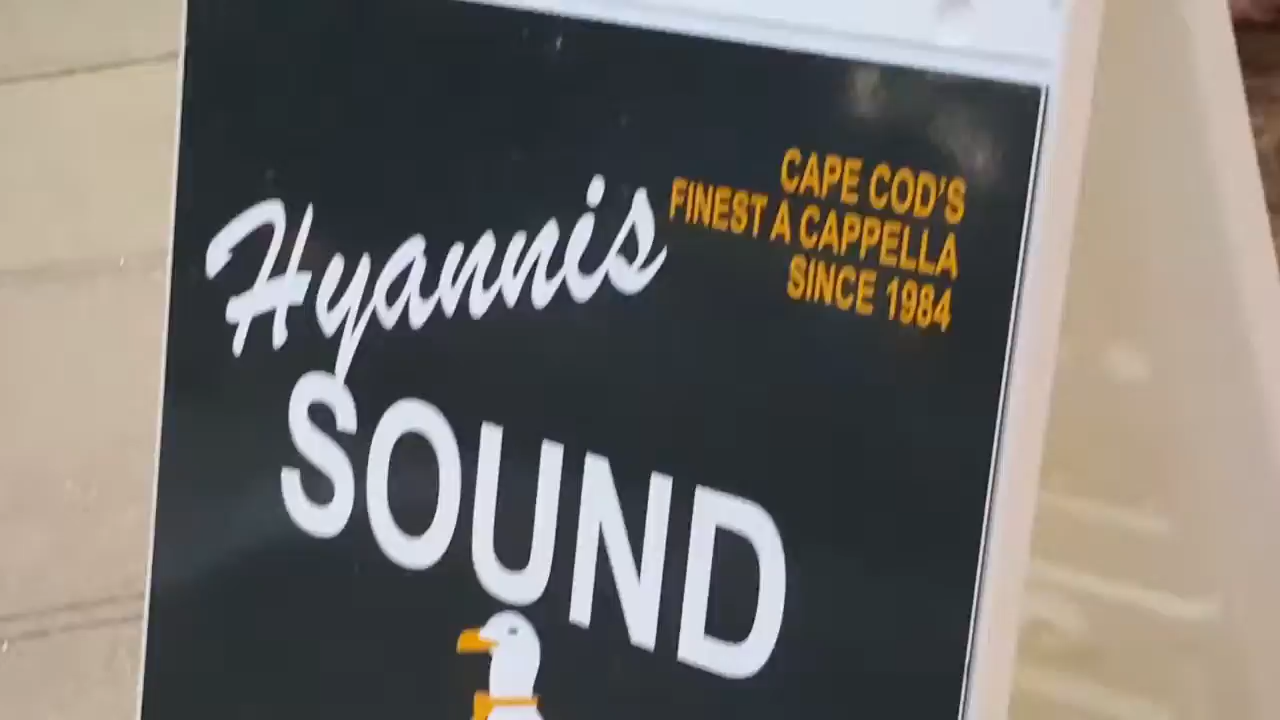 Hyannis
SOUND
CAPE COD'S
FINEST A CAPPELLA
SINCE 1984